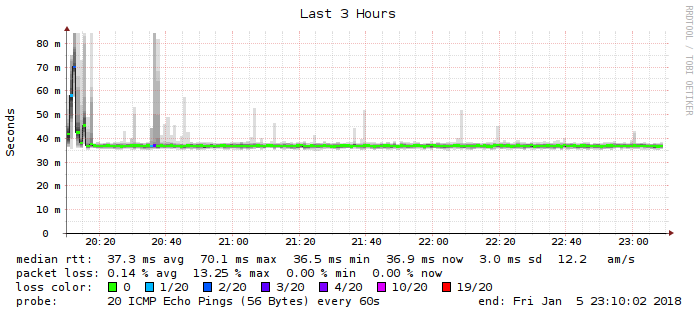 Last 3 Hours
RRDTOOL / TOBI OETIKER
Seconds
80 m
70 m
60 m
50 m
40 m
30 m
20 m
10 m
0
20:20 20:40 21:00 21:20 21:40 22:00 22:20 22:40 23:00
median rtt: 37.3 ms avg 70.1 ms max 36.5 ms min 36.9 ms now 3.0 ms sd 12.2 am/s
packet loss: 0.14 % avg 13.25 % max 0.00 % min 0.00 % now
loss color: 0 1/20 2/20 3/20 4/20 10/20 19/20
probe: 20 ICMP Echo Pings (56 Bytes) every 60s end: Fri Jan 5 23:10:02 2018